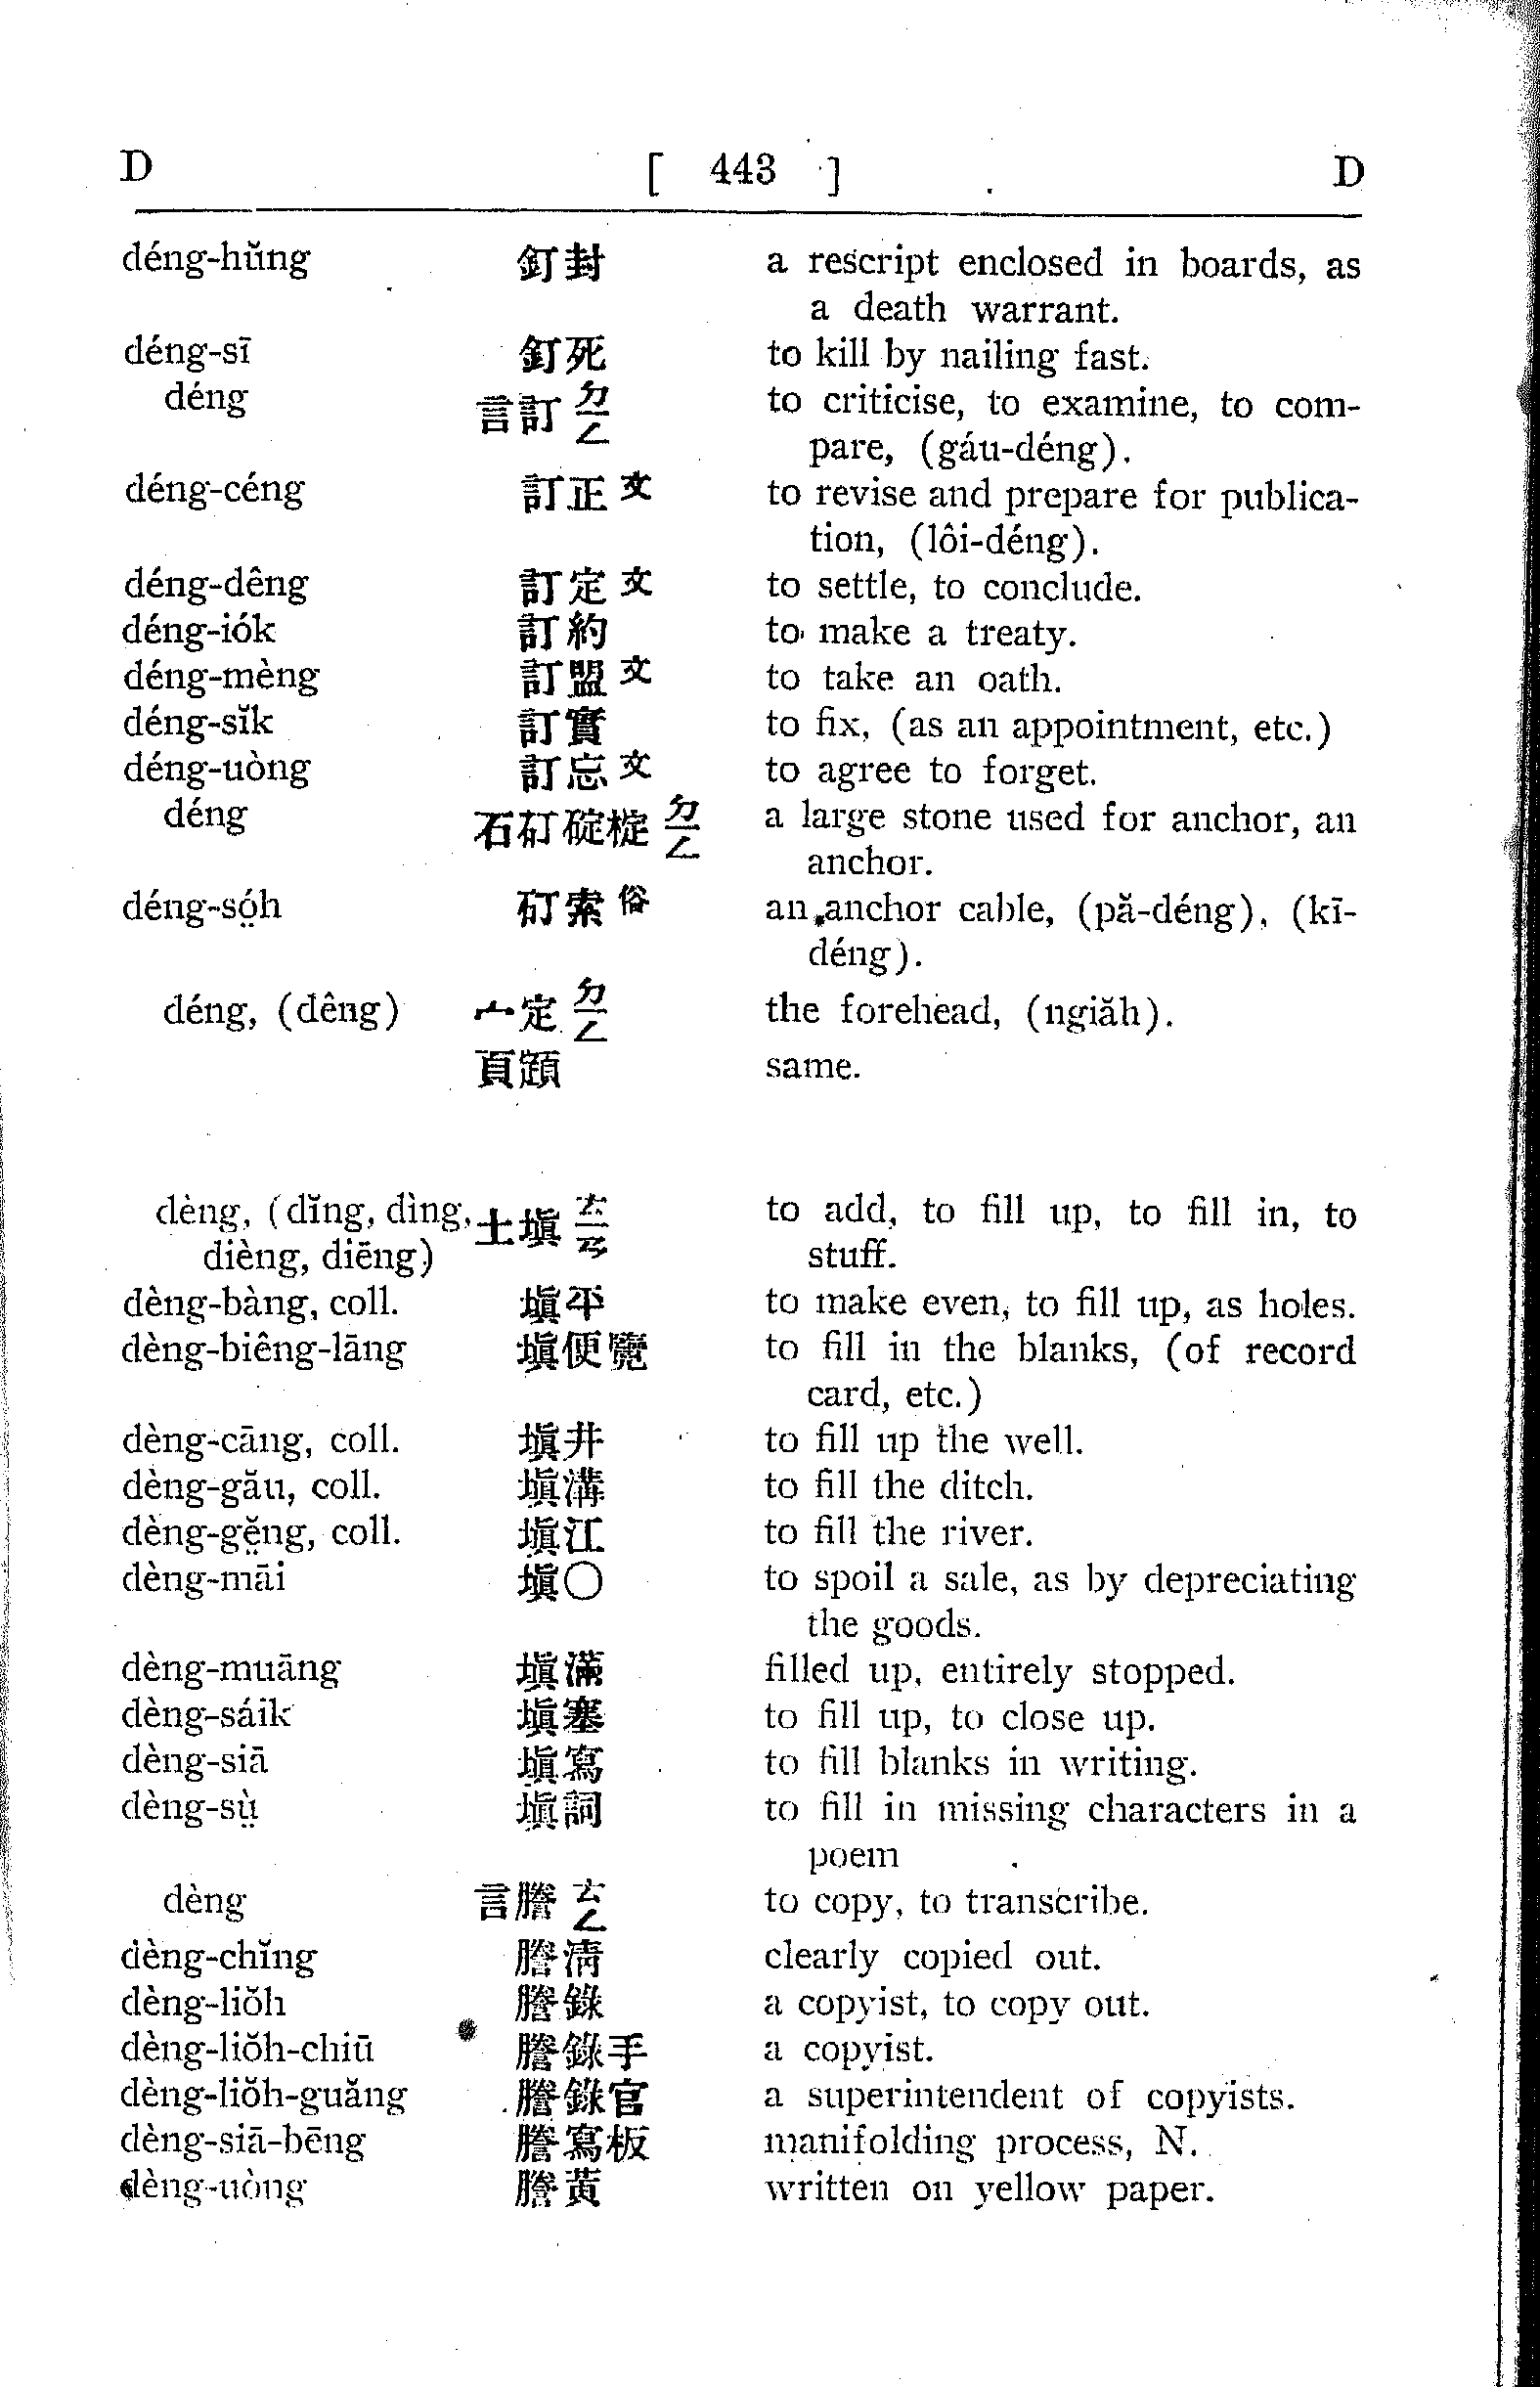 D [ 443 ] D
déng-hŭng 釘封 a rescript enclosed in boards, as
a death warrant.
déng-sī 釘死 to kill by nailing fast.
déng 言訂 ㄉㄧㄥ to criticise, to examine, to com-
pare, (gáu-déng).
déng-céng 訂正文 to revise and prepare for publica-
tion, (lôi-déng).
déng-dêng 訂定文 to settle, to conclude.
déng-iók 訂約 to make a treaty.
déng-mèng 訂盟文 to take an oath.
déng-sĭk 訂實 to fix, (as an appointment, etc.)
déng-uòng 訂忘文 to agree to forget.
déng 石矴碇椗 ㄉㄧㄥ a large stone used for anchor, an
anchor.
déng-só̤h 矴索俗 an anchor cable, (pă-déng), (kī-
déng).
déng, (dêng) 宀定 ㄉㄧㄥ the forehead, (ngiăh).
頁顁 same.
dèng, (dĭng, dìng, 土塡 ㄊㄧㄢ to add, to fill up, to fill in, to
dièng, diēng) stuff.
dèng-bàng, coll. 塡平 to make even, to fill up, as holes.
dèng-biêng-lāng 塡便覽 to fill in the blanks, (of record
card, etc.)
dèng-cāng, coll. 塡井 to fill up the well.
dèng-gău, coll. 塡溝 to fill the ditch.
dèng-gĕ̤ng, coll. 塡江 to fill the river.
dèng-māi 塡〇 to spoil a sale, as by depreciating
the goods.
dèng-muāng 塡滿 filled up, entirely stopped.
dèng-sáik 塡塞 to fill up, to close up.
dèng-siā 塡寫 to fill blanks in writing.
dèng-sṳ̀ 塡詞 to fill in missing characters in a
poem
dèng 言謄 ㄊㄥ to copy, to transcribe.
dèng-chĭng 謄淸 clearly copied out.
dèng-liŏh 謄錄 a copyist, to copy out.
dèng-liŏh-chiū 謄錄手 a copyist.
dèng-liŏh-guăng 謄錄官 a superintendent of copyists.
dèng-siā-bēng 謄寫板 manifolding process, N.
dèng-uòng 謄黃 written on yellow paper.